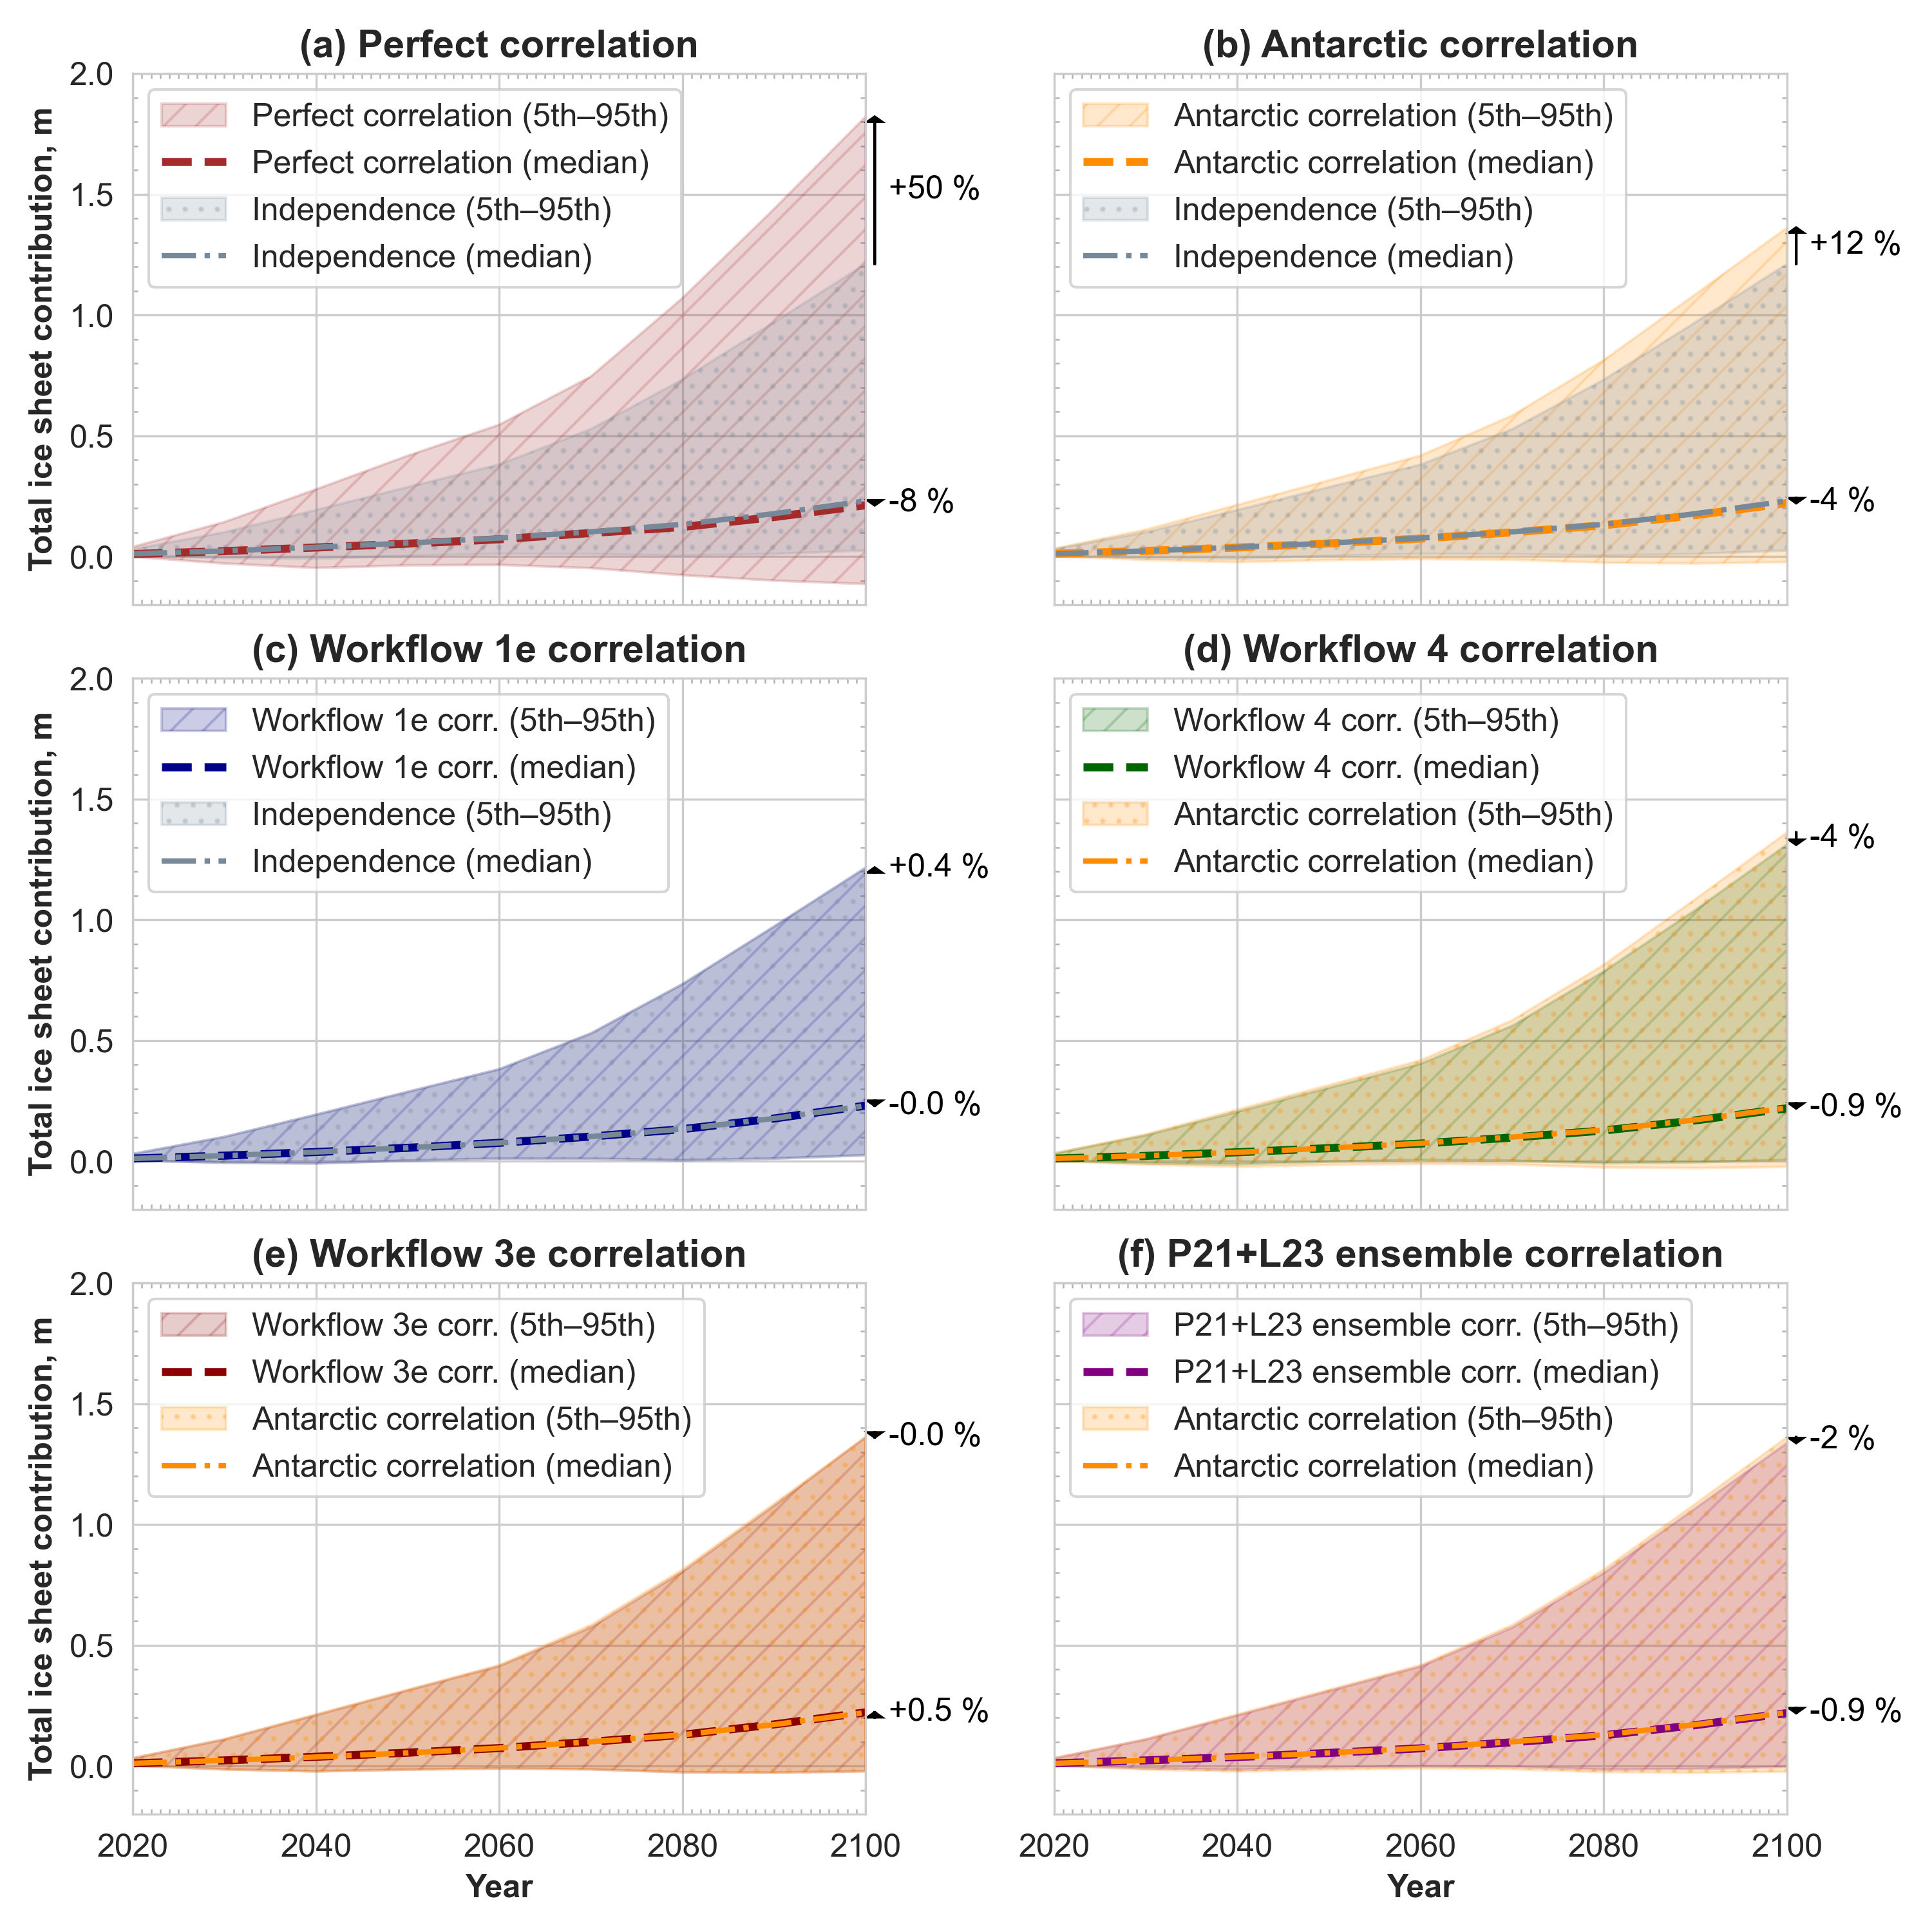 (a) Perfect correlation
Total ice sheet contribution, m
2.0
1.5
1.0
0.5
0.0
Perfect correlation (5th–95th)
Perfect correlation (median)
Independence (5th–95th)
Independence (median)
+50 %
-8 %
(b) Antarctic correlation
Antarctic correlation (5th–95th)
Antarctic correlation (median)
Independence (5th–95th)
Independence (median)
+12 %
-4 %
(c) Workflow 1e correlation
Total ice sheet contribution, m
2.0
1.5
1.0
0.5
0.0
Workflow 1e corr. (5th–95th)
Workflow 1e corr. (median)
Independence (5th–95th)
Independence (median)
+0.4 %
-0.0 %
(d) Workflow 4 correlation
Workflow 4 corr. (5th–95th)
Workflow 4 corr. (median)
Antarctic correlation (5th–95th)
Antarctic correlation (median)
-4 %
-0.9 %
(e) Workflow 3e correlation
Total ice sheet contribution, m
2.0
1.5
1.0
0.5
0.0
Workflow 3e corr. (5th–95th)
Workflow 3e corr. (median)
Antarctic correlation (5th–95th)
Antarctic correlation (median)
-0.0 %
+0.5 %
2020 2040 2060 2080 2100
Year
(f) P21+L23 ensemble correlation
P21+L23 ensemble corr. (5th–95th)
P21+L23 ensemble corr. (median)
Antarctic correlation (5th–95th)
Antarctic correlation (median)
-2 %
-0.9 %
2020 2040 2060 2080 2100
Year